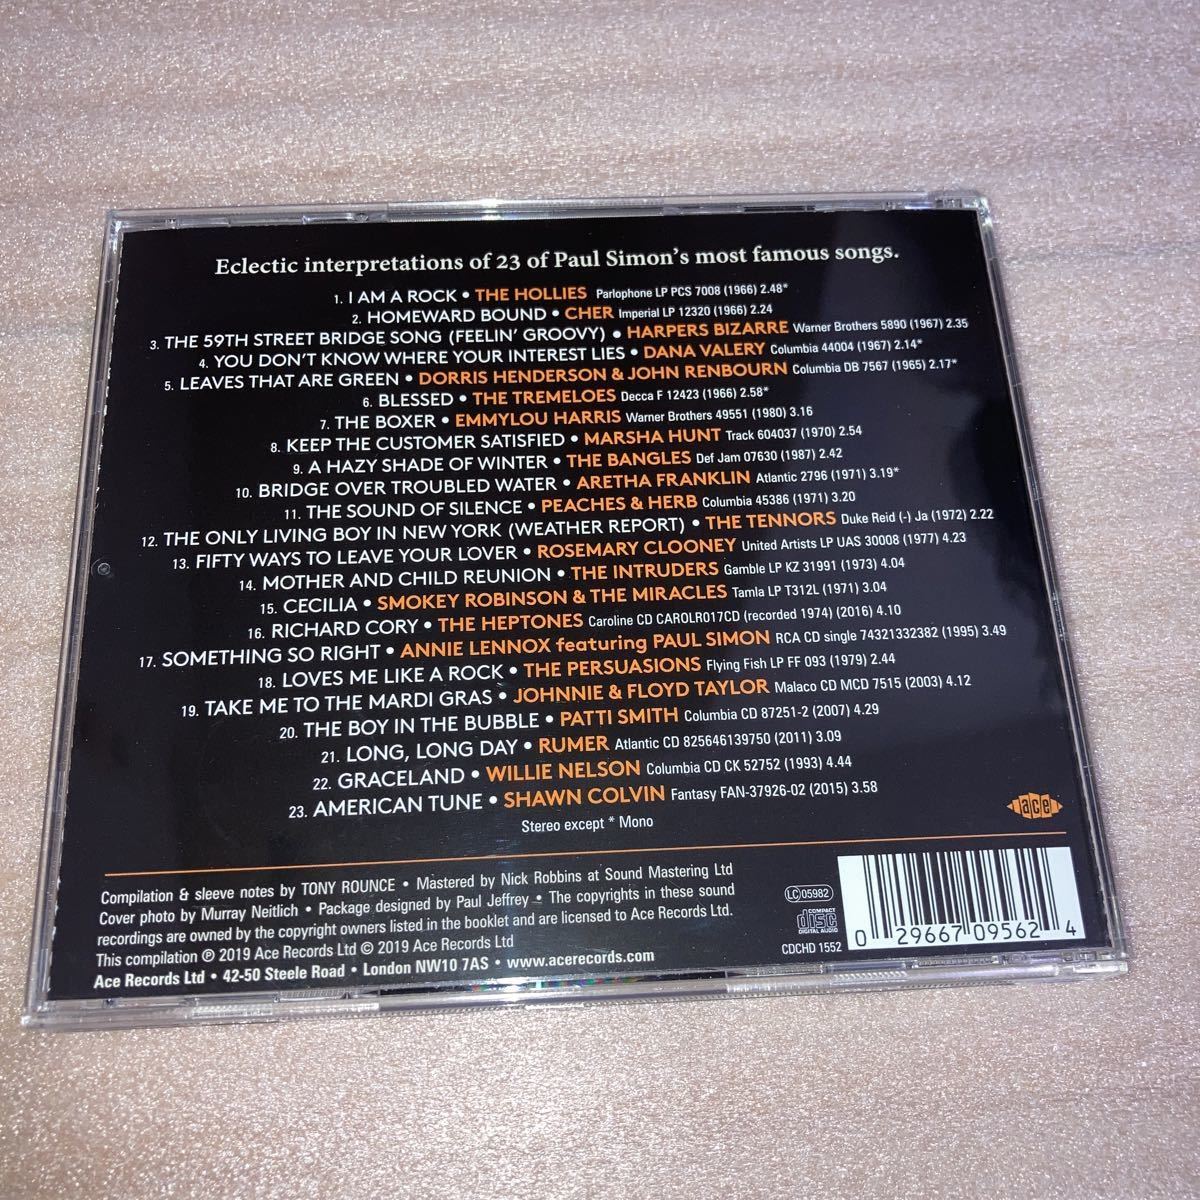 Eclectic interpretations of 23 of Paul Simon's most famous songs.
1. I AM A ROCK • THE HOLLIES Parlophone LP PCS 7008 (1966) 2.48*
2. HOMEWARD BOUND • CHER Imperial LP 12320 (1966) 2.24
3. THE 59TH STREET BRIDGE SONG (FEELIN' GROOVY) • HARPERS BIZARRE Warner Brothers 5890 (1967) 2.35
4. YOU DON'T KNOW WHERE YOUR INTEREST LIES • DANA VALERY Columbia 44004 (1967) 2.14*
5. LEAVES THAT ARE GREEN • DORRIS HENDERSON & JOHN RENBOURN Columbia DB 7567 (1965) 2.17*
6. BLESSED • THE TREMELOES Decca F 12423 (1966) 2.58*
7. THE BOXER • EMMYLOU HARRIS Warner Brothers 49551 (1980) 3.16
8. KEEP THE CUSTOMER SATISFIED • MARSHA HUNT Track 604037 (1970) 2.54
9. A HAZY SHADE OF WINTER • THE BANGLES Def Jam 07630 (1987) 2.42
10. BRIDGE OVER TROUBLED WATER • ARETHA FRANKLIN Atlantic 2796 (1971) 3.19*
11. THE SOUND OF SILENCE • PEACHES & HERB Columbia 45386 (1971) 3.20
12. THE ONLY LIVING BOY IN NEW YORK (WEATHER REPORT) • THE TENNORS Duke Reid (-) Ja (1972) 2.22
13. FIFTY WAYS TO LEAVE YOUR LOVER • ROSEMARY CLOONEY United Artists LP UAS 30008 (1977) 4.23
14. MOTHER AND CHILD REUNION • THE INTRUDERS Gamble LP KZ 31991 (1973) 4.04
15. CECILIA • SMOKEY ROBINSON & THE MIRACLES Tamla LP T312L (1971) 3.04
16. RICHARD CORY • THE HEPTONES Caroline CD CAROLR017CD (recorded 1974) (2016) 4.10
17. SOMETHING SO RIGHT • ANNIE LENNOX featuring PAUL SIMON RCA CD single 74321332382 (1995) 3.49
18. LOVES ME LIKE A ROCK • THE PERSUASIONS Flying Fish LP FF 093 (1979) 2.44
19. TAKE ME TO THE MARDI GRAS • JOHNNIE & FLOYD TAYLOR Malaco CD MCD 7515 (2003) 4.12
20. THE BOY IN THE BUBBLE • PATTI SMITH Columbia CD 87251-2 (2007) 4.29
21. LONG, LONG DAY • RUMER Atlantic CD 825646139750 (2011) 3.09
22. GRACELAND • WILLIE NELSON Columbia CD CK 52752 (1993) 4.44
23. AMERICAN TUNE • SHAWN COLVIN Fantasy FAN-37926-02 (2015) 3.58
Stereo except * Mono
ace
Compilation & sleeve notes by TONY ROUNCE • Mastered by Nick Robbins at Sound Mastering Ltd
Cover photo by Murray Neitlich • Package designed by Paul Jeffrey • The copyrights in these sound
recordings are owned by the copyright owners listed in the booklet and are licensed to Ace Records Ltd.
This compilation ℗ 2019 Ace Records Ltd © 2019 Ace Records Ltd
Ace Records Ltd • 42-50 Steele Road • London NW10 7AS • www.acerecords.com
LC 05982
COMPACT
disc
DIGITAL AUDIO
CDCHD 1552
0 29667 09562 4